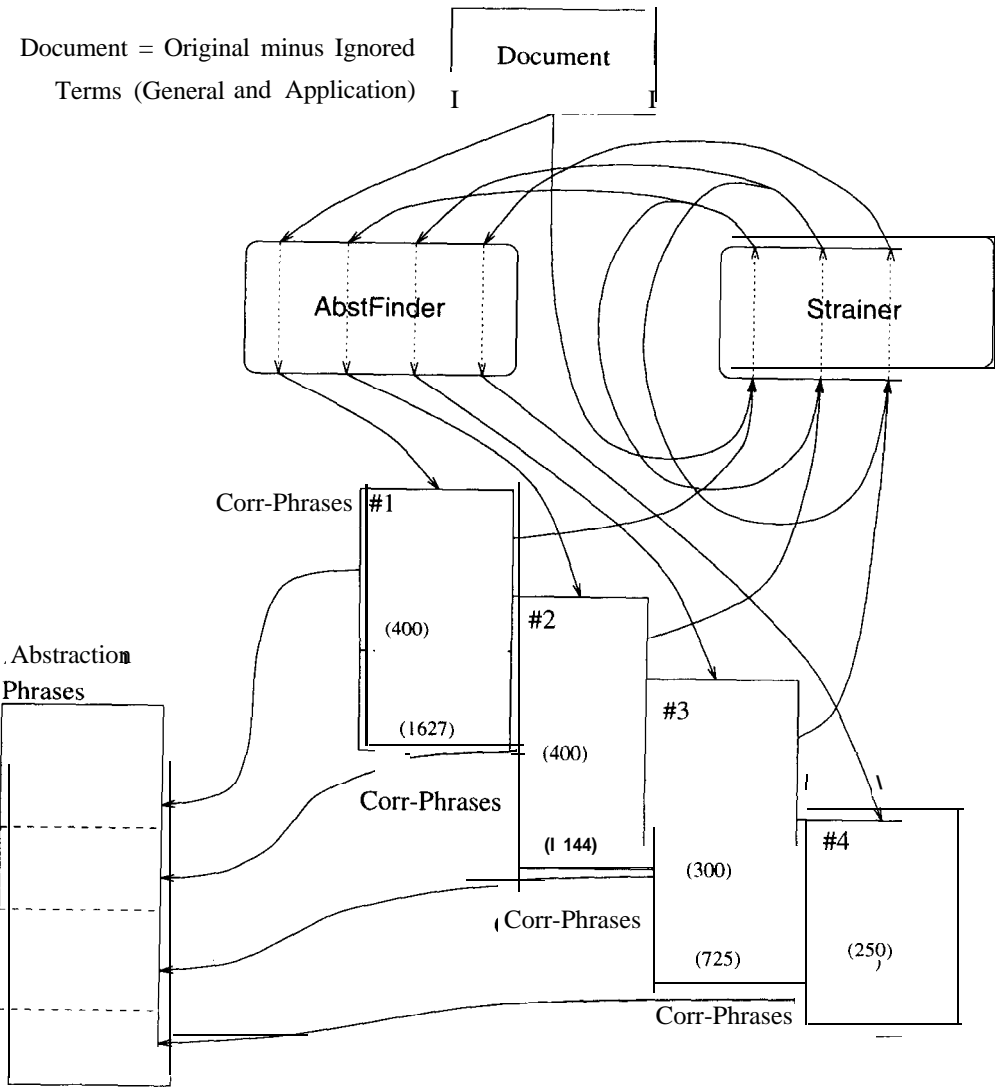 Document = Original minus Ignored
Terms (General and Application)
Document
AbstFinder
Strainer
Corr-Phrases
#1
(400)
(1627)
#2
(400)
(1144)
Corr-Phrases
#3
(300)
(725)
Corr-Phrases
#4
(250)
Corr-Phrases
Abstraction
Phrases